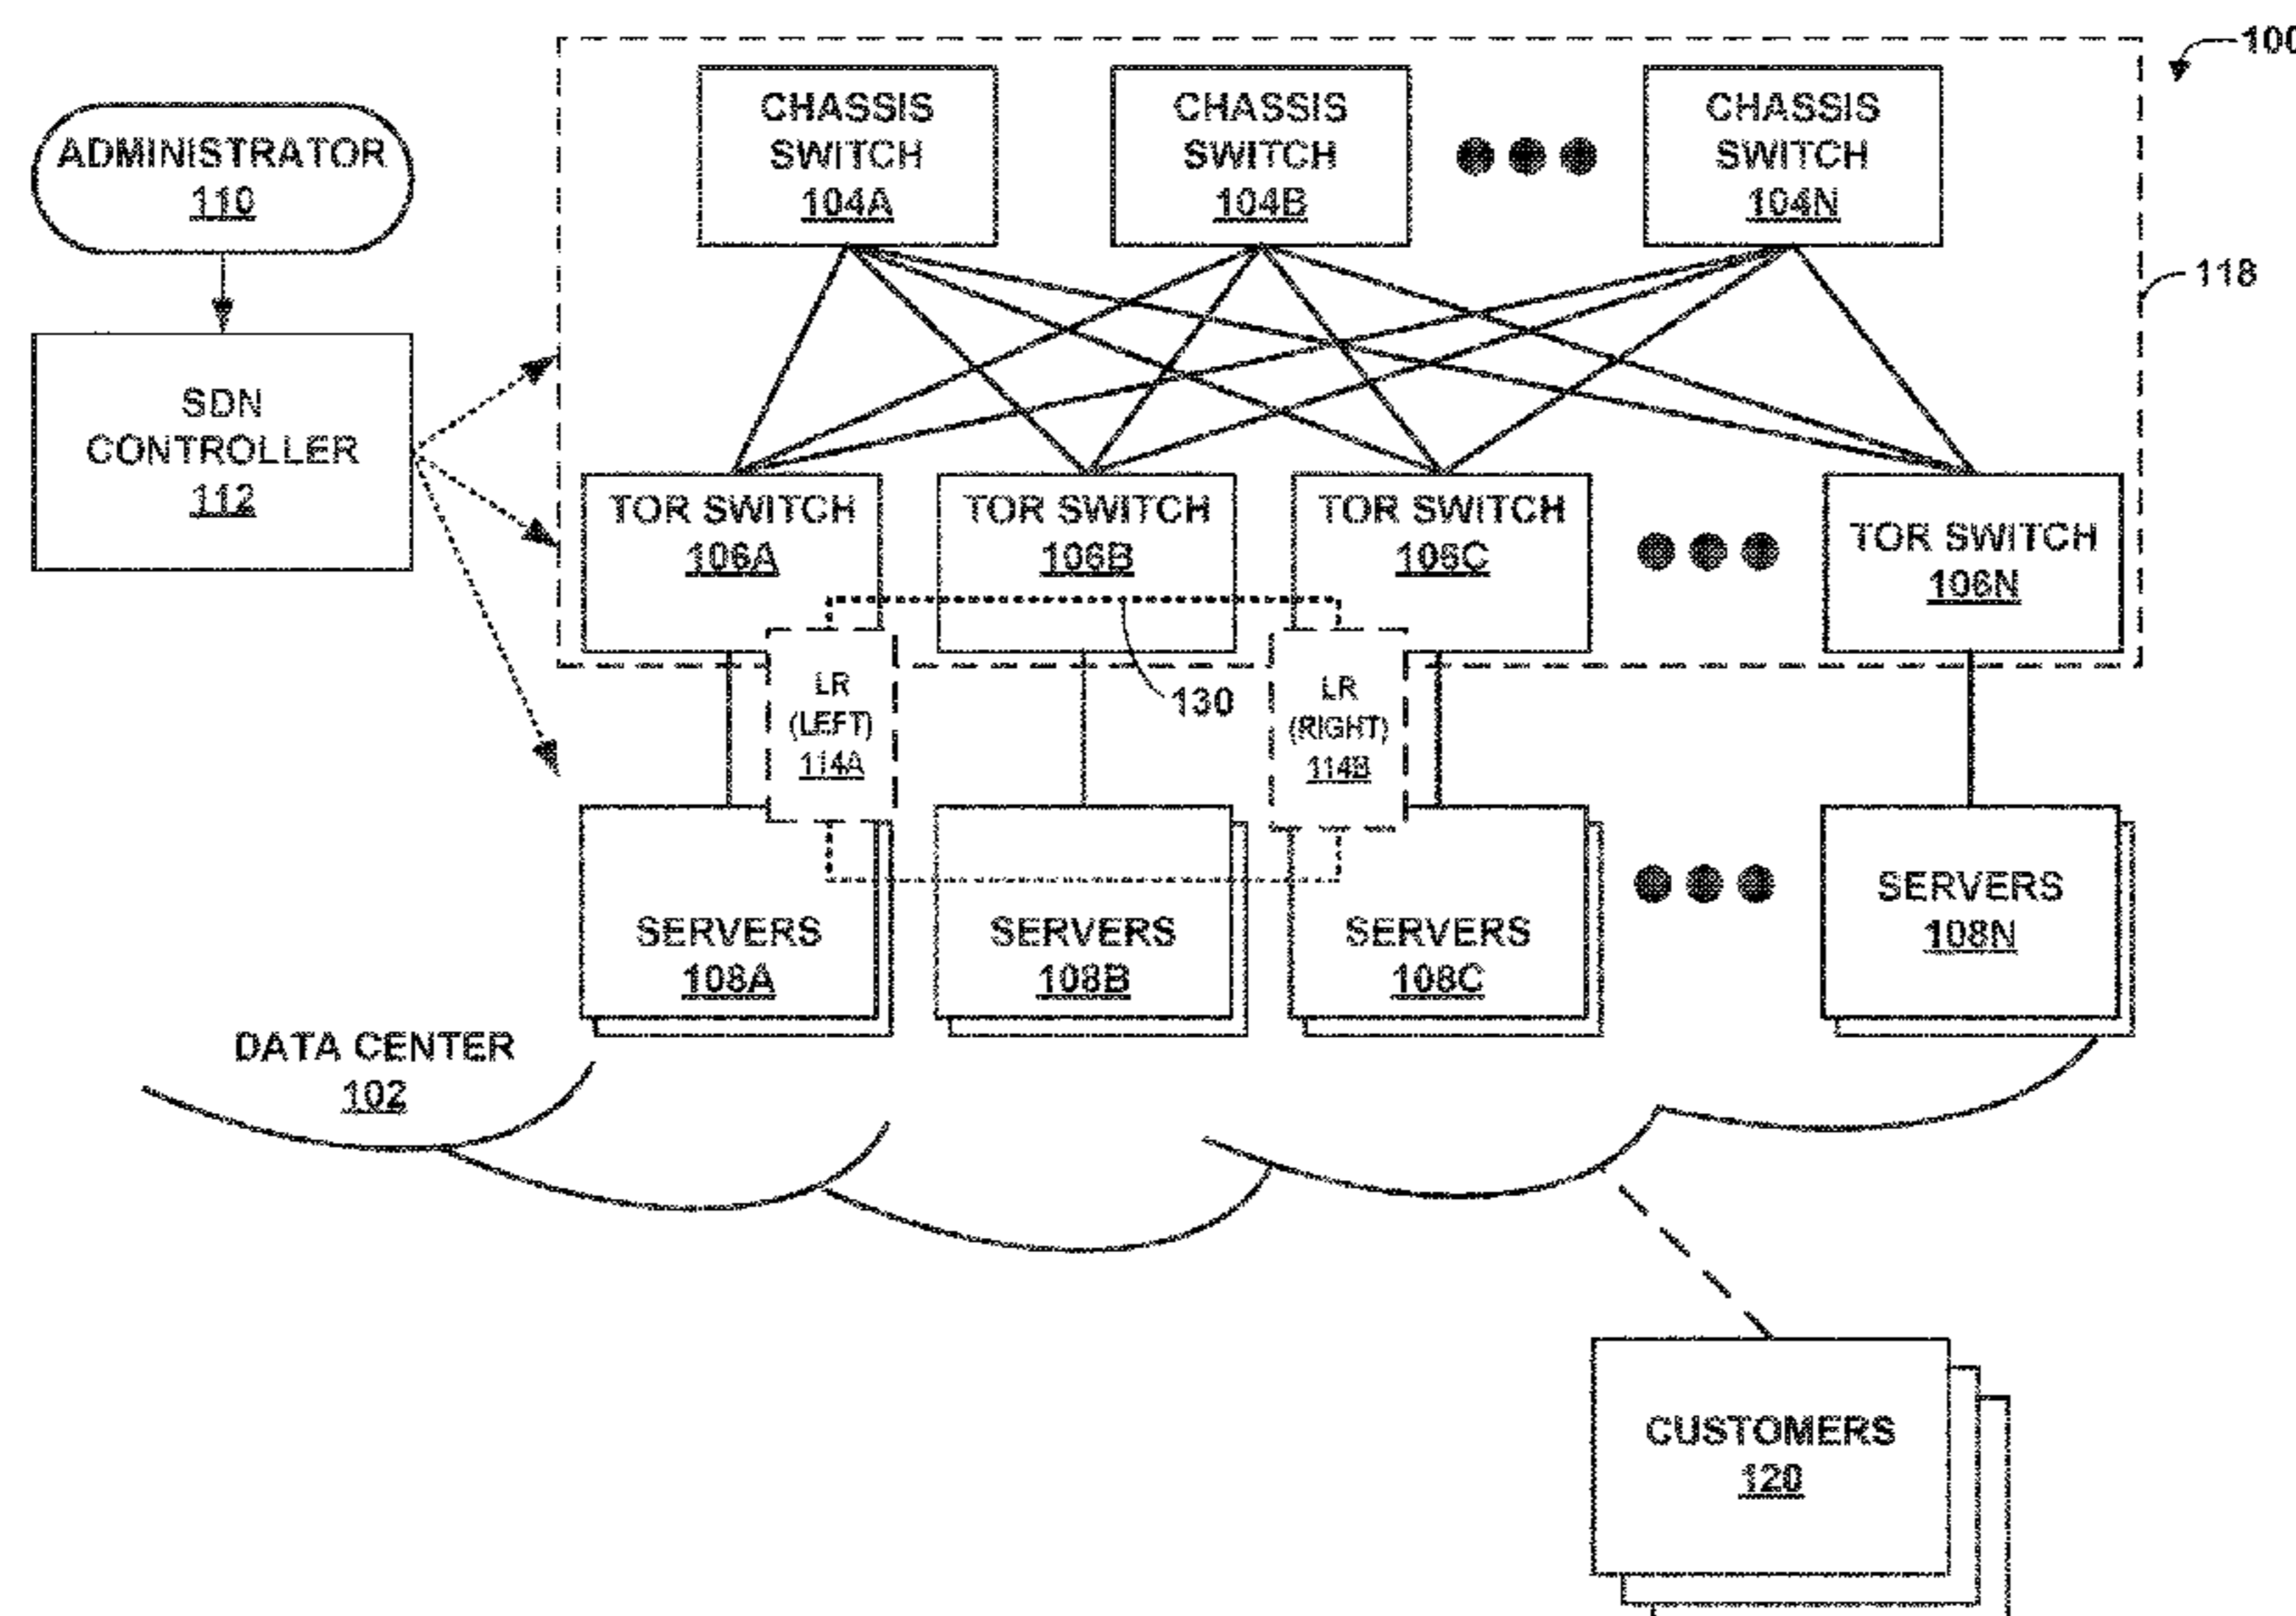 100
CHASSIS
SWITCH
104A
CHASSIS
SWITCH
104B
CHASSIS
SWITCH
104N
ADMINISTRATOR
110
118
SDN
CONTROLLER
112
TOR SWITCH
106A
TOR SWITCH
106B
TOR SWITCH
106C
TOR SWITCH
106N
LR
(LEFT)
114A
130
LR
(RIGHT)
114B
SERVERS
108A
SERVERS
108B
SERVERS
108C
SERVERS
108N
DATA CENTER
102
CUSTOMERS
120